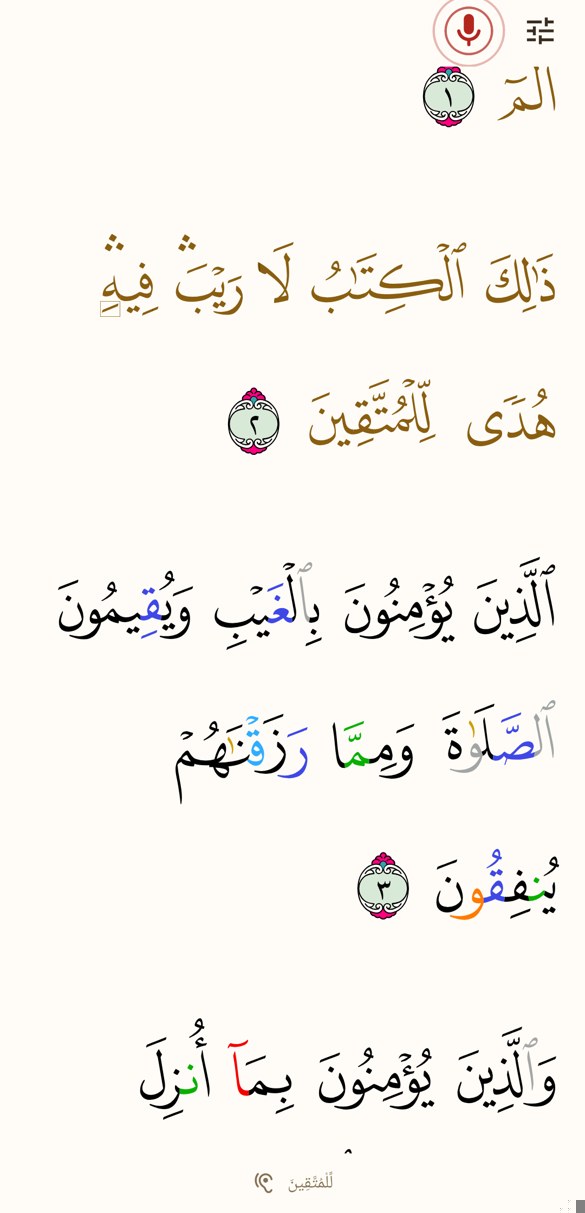 الٓمٓ ١
ذَٰلِكَ ٱلْكِتَٰبُ لَا رَيْبَ ۛ فِيهِ ۛ
هُدًى لِّلْمُتَّقِينَ ٢
ٱلَّذِينَ يُؤْمِنُونَ بِٱلْغَيْبِ وَيُقِيمُونَ
ٱلصَّلَوٰةَ وَمِمَّا رَزَقْنَٰهُمْ
يُنفِقُونَ ٣
وَٱلَّذِينَ يُؤْمِنُونَ بِمَآ أُنزِلَ
لِّلْمُتَّقِينَ